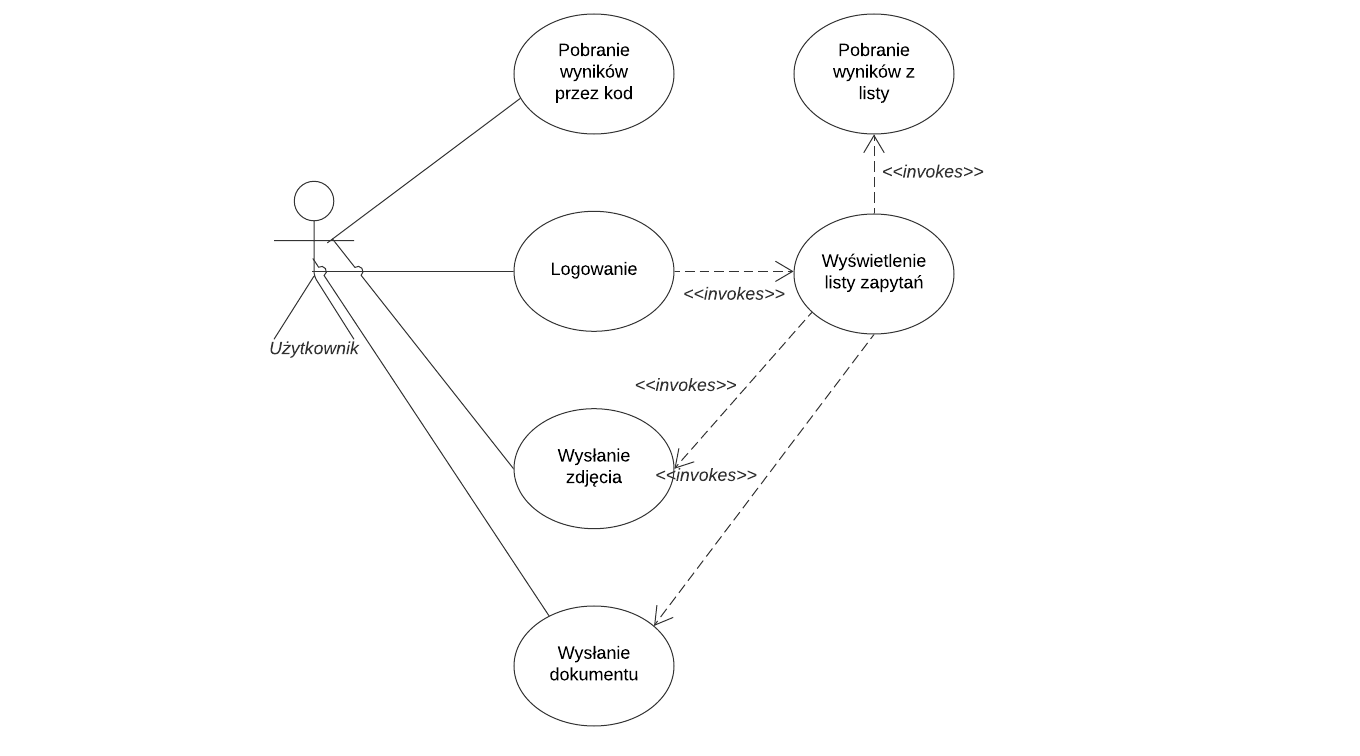 Pobranie
wyników
przez kod
Pobranie
wyników z
listy
<<invokes>>
Logowanie
<<invokes>>
Wyświetlenie
listy zapytań
Użytkownik
<<invokes>>
Wysłanie
zdjęcia
<<invokes>>
Wysłanie
dokumentu